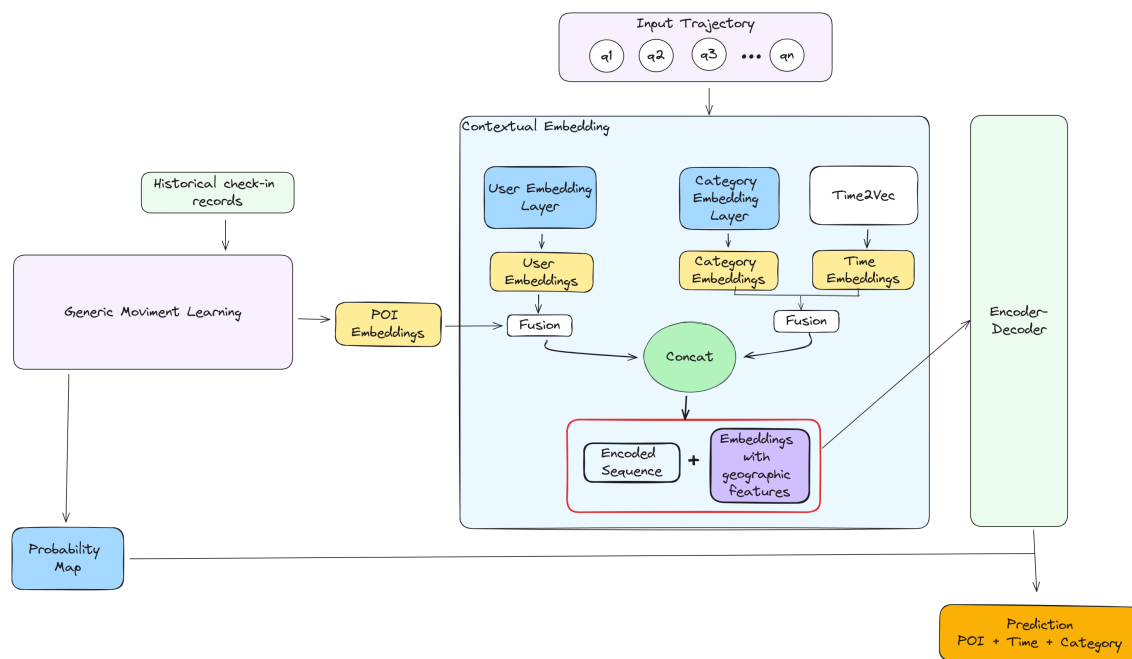 Input Trajectory
q1 q2 q3 ... qn
Contextual Embedding
Historical check-in
records
User Embedding
Layer
Category
Embedding
Layer
Time2Vec
User
Embeddings
Category
Embeddings
Time
Embeddings
Generic Moviment Learning
POI
Embeddings
Fusion
Fusion
Concat
Encoder-
Decoder
Encoded
Sequence
+
Embeddings
with
geographic
features
Probability
Map
Prediction
POI + Time + Category